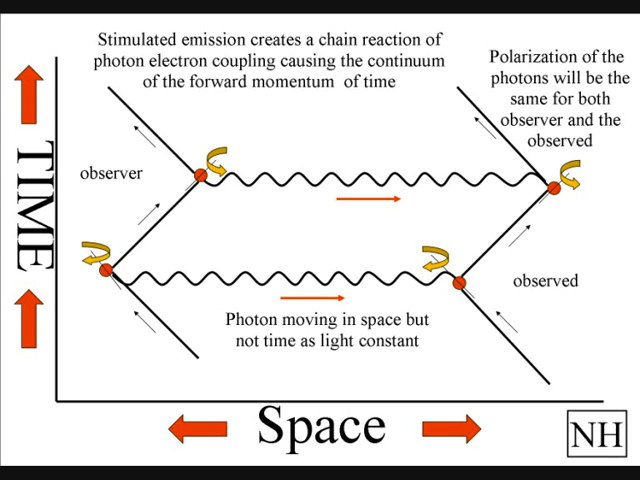 Stimulated emission creates a chain reaction of
photon electron coupling causing the continuum
of the forward momentum of time
Polarization of the
photons will be the
same for both
observer and the
observed
TIME
observer
observed
Photon moving in space but
not time as light constant
Space
NH